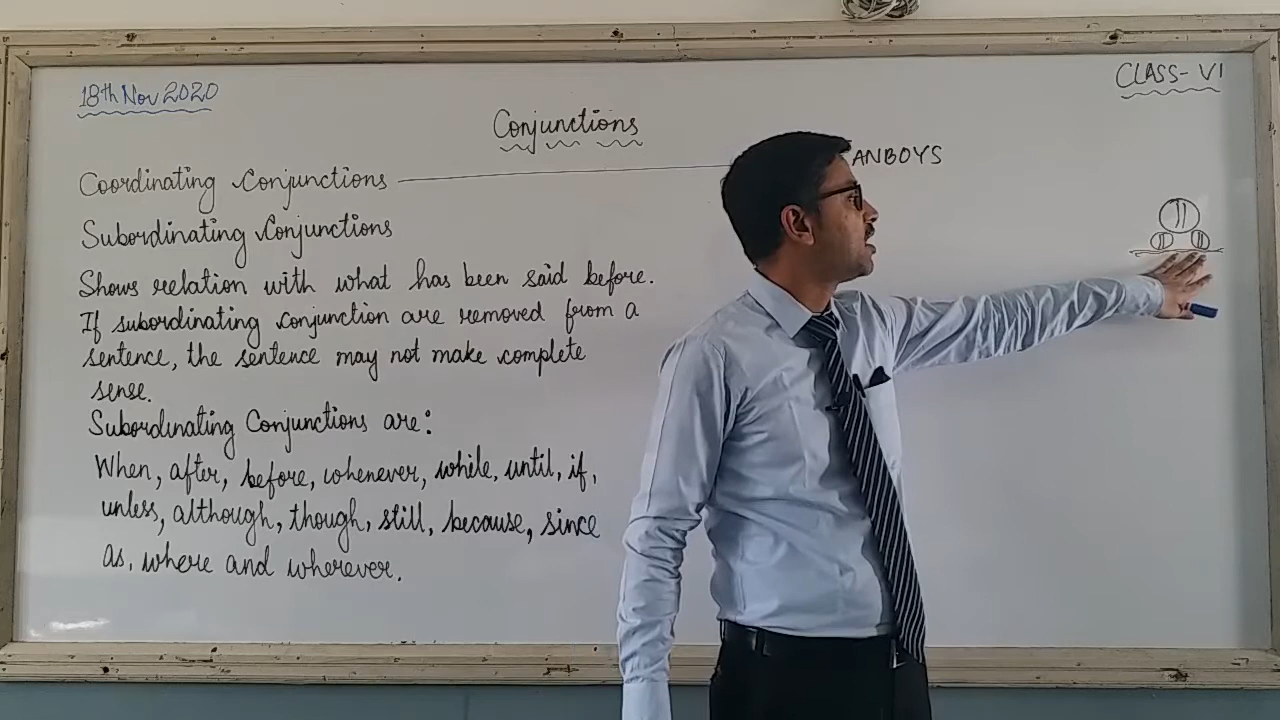 18th Nov 2020
CLASS- VI
Conjunctions
Coordinating Conjunctions ANBOYS
Subordinating Conjunctions
Shows relation with what has been said before.
If subordinating conjunction are removed from a
sentence, the sentence may not make complete
sense.
Subordinating Conjunctions are:
When, after, before, whenever, while, until, if,
unless, although, though, still, because, since
as, where and wherever.